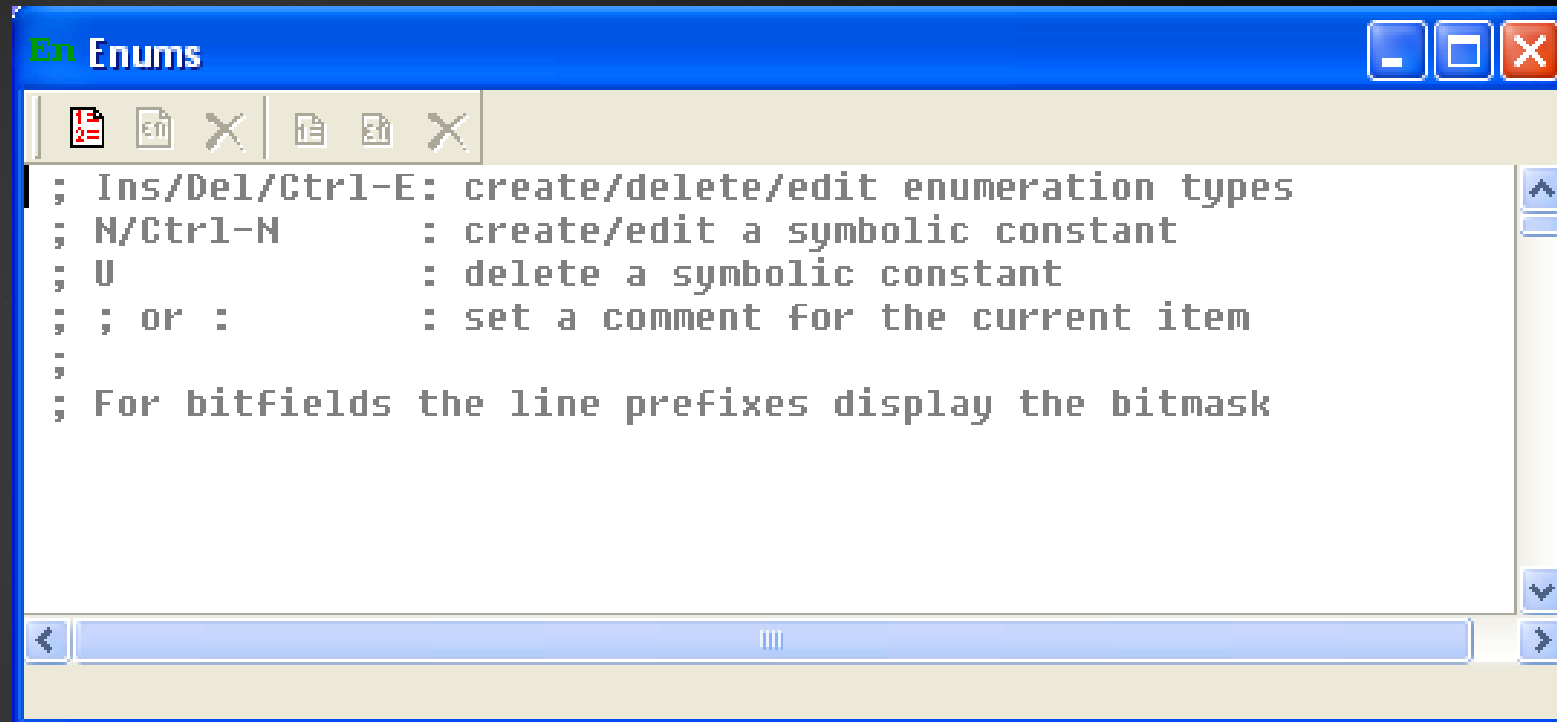 En Enums
; Ins/Del/Ctrl-E: create/delete/edit enumeration types
; N/Ctrl-N      : create/edit a symbolic constant
; U             : delete a symbolic constant
; ; or :        : set a comment for the current item
;
; For bitfields the line prefixes display the bitmask